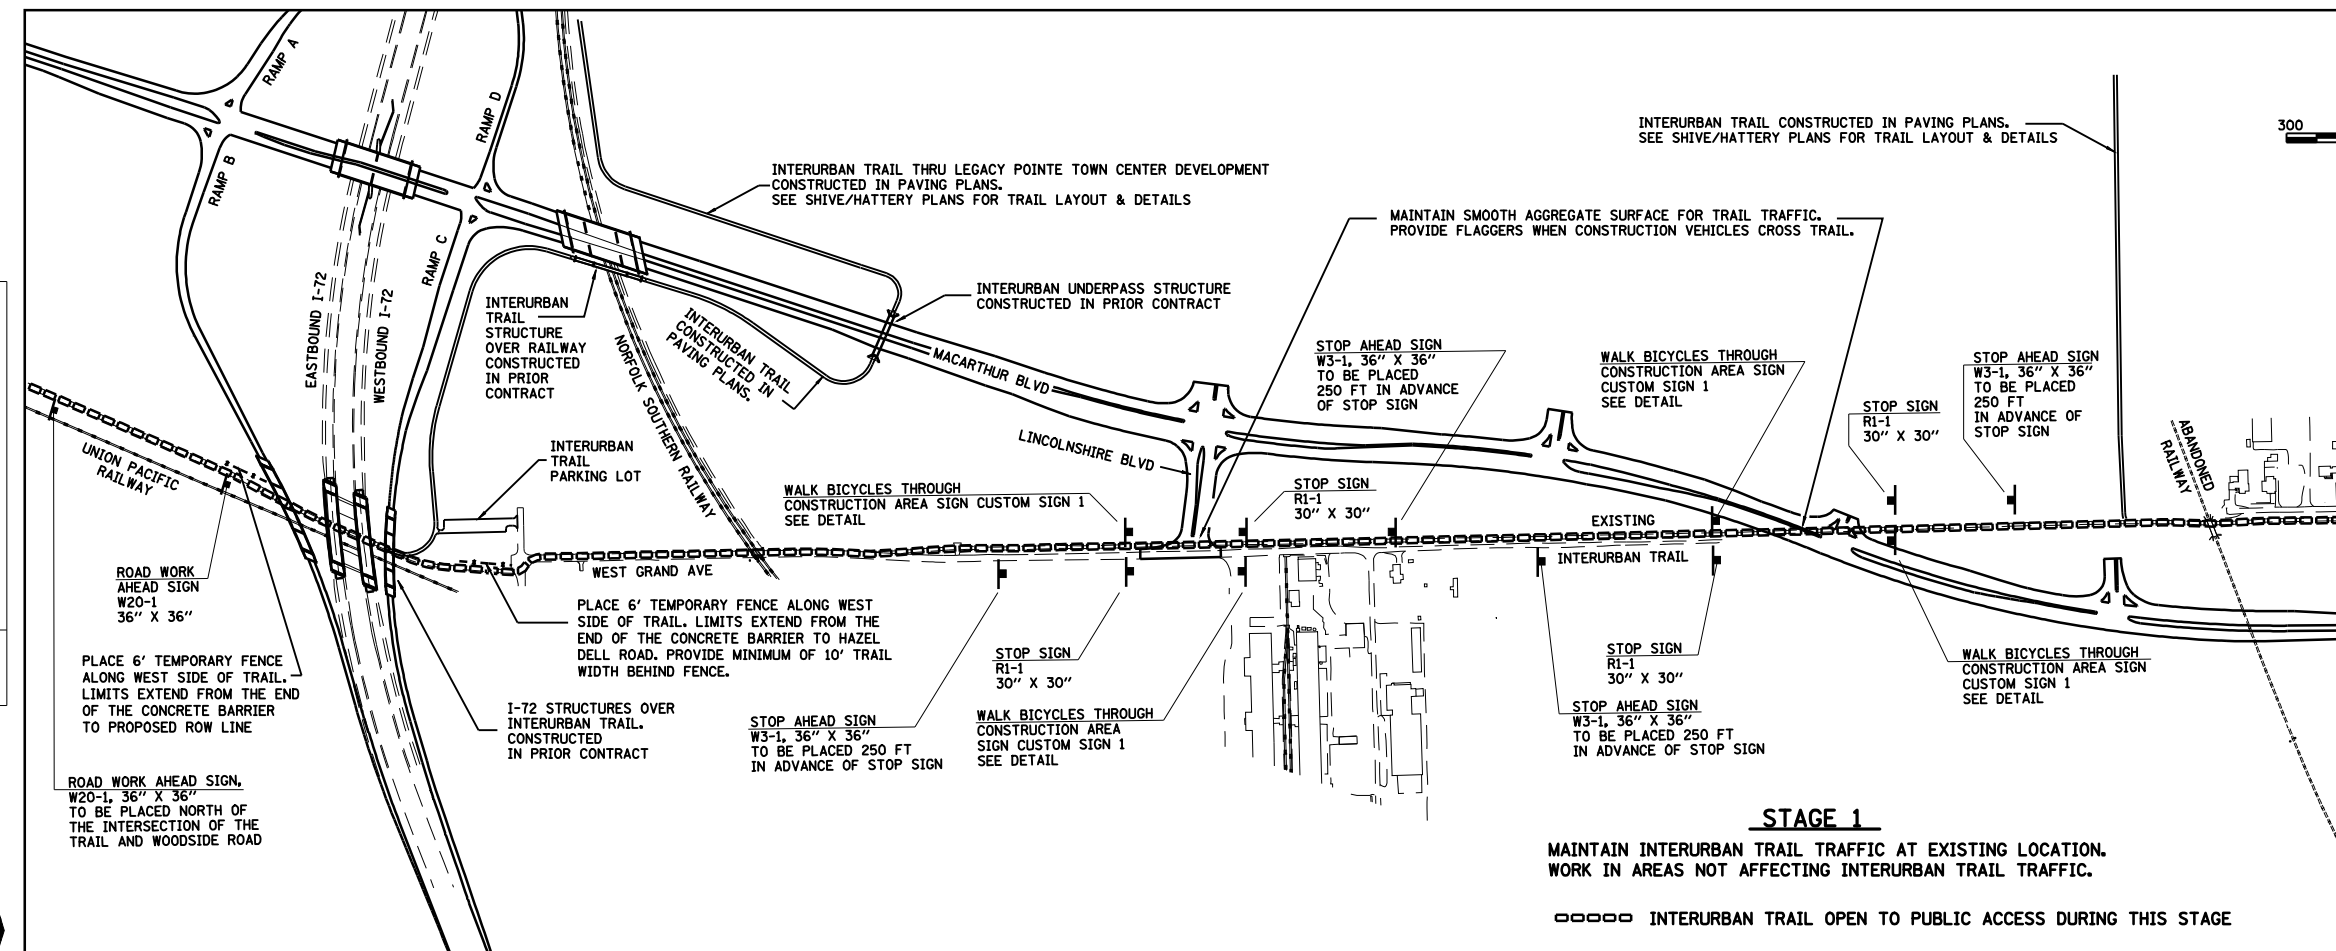 RAMP A
RAMP D
RAMP B
RAMP C
EASTBOUND I-72
WESTBOUND I-72
INTERURBAN TRAIL THRU LEGACY POINTE TOWN CENTER DEVELOPMENT
CONSTRUCTED IN PAVING PLANS.
SEE SHIVE/HATTERY PLANS FOR TRAIL LAYOUT & DETAILS
INTERURBAN TRAIL CONSTRUCTED IN PAVING PLANS.
SEE SHIVE/HATTERY PLANS FOR TRAIL LAYOUT & DETAILS
300
MAINTAIN SMOOTH AGGREGATE SURFACE FOR TRAIL TRAFFIC.
PROVIDE FLAGGERS WHEN CONSTRUCTION VEHICLES CROSS TRAIL.
INTERURBAN UNDERPASS STRUCTURE
CONSTRUCTED IN PRIOR CONTRACT
INTERURBAN
TRAIL
STRUCTURE
OVER RAILWAY
CONSTRUCTED
IN PRIOR
CONTRACT
NORFOLK SOUTHERN RAILWAY
INTERURBAN TRAIL
CONSTRUCTED IN
PAVING PLANS.
MACARTHUR BLVD
LINCOLNSHIRE BLVD
STOP AHEAD SIGN
W3-1, 36" X 36"
TO BE PLACED
250 FT IN ADVANCE
OF STOP SIGN
WALK BICYCLES THROUGH
CONSTRUCTION AREA SIGN
CUSTOM SIGN 1
SEE DETAIL
STOP SIGN
R1-1
30" X 30"
STOP AHEAD SIGN
W3-1, 36" X 36"
TO BE PLACED
250 FT
IN ADVANCE OF
STOP SIGN
ABANDONED
RAILWAY
UNION PACIFIC
RAILWAY
INTERURBAN
TRAIL
PARKING LOT
WALK BICYCLES THROUGH
CONSTRUCTION AREA SIGN CUSTOM SIGN 1
SEE DETAIL
STOP SIGN
R1-1
30" X 30"
EXISTING
INTERURBAN TRAIL
WEST GRAND AVE
ROAD WORK
AHEAD SIGN
W20-1
36" X 36"
PLACE 6' TEMPORARY FENCE ALONG WEST
SIDE OF TRAIL. LIMITS EXTEND FROM THE
END OF THE CONCRETE BARRIER TO HAZEL
DELL ROAD. PROVIDE MINIMUM OF 10' TRAIL
WIDTH BEHIND FENCE.
PLACE 6' TEMPORARY FENCE
ALONG WEST SIDE OF TRAIL.
LIMITS EXTEND FROM THE END
OF THE CONCRETE BARRIER
TO PROPOSED ROW LINE
I-72 STRUCTURES OVER
INTERURBAN TRAIL.
CONSTRUCTED
IN PRIOR CONTRACT
STOP AHEAD SIGN
W3-1, 36" X 36"
TO BE PLACED 250 FT
IN ADVANCE OF STOP SIGN
STOP SIGN
R1-1
30" X 30"
WALK BICYCLES THROUGH
CONSTRUCTION AREA
SIGN CUSTOM SIGN 1
SEE DETAIL
STOP SIGN
R1-1
30" X 30"
STOP AHEAD SIGN
W3-1, 36" X 36"
TO BE PLACED 250 FT
IN ADVANCE OF STOP SIGN
WALK BICYCLES THROUGH
CONSTRUCTION AREA SIGN
CUSTOM SIGN 1
SEE DETAIL
ROAD WORK AHEAD SIGN,
W20-1, 36" X 36"
TO BE PLACED NORTH OF
THE INTERSECTION OF THE
TRAIL AND WOODSIDE ROAD
STAGE 1
MAINTAIN INTERURBAN TRAIL TRAFFIC AT EXISTING LOCATION.
WORK IN AREAS NOT AFFECTING INTERURBAN TRAIL TRAFFIC.
INTERURBAN TRAIL OPEN TO PUBLIC ACCESS DURING THIS STAGE